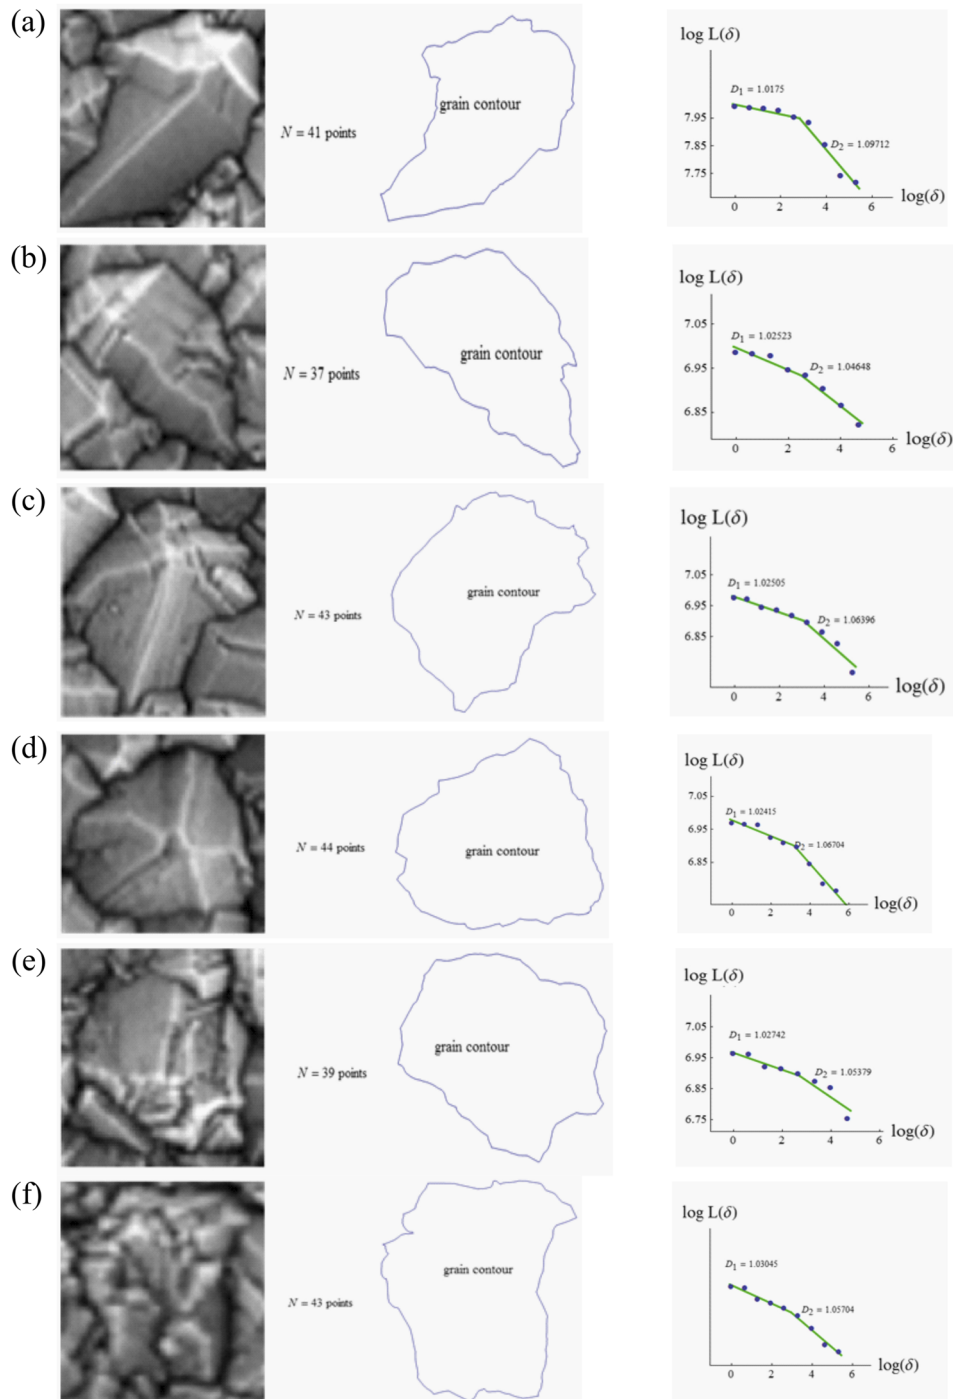 (a)
N = 41 points
grain contour
log L(δ)
D1 = 1.0175
D2 = 1.09712
7.95
7.85
7.75
0 2 4 6
log(δ)
(b)
N = 37 points
grain contour
log L(δ)
D1 = 1.02523
D2 = 1.04648
7.05
6.95
6.85
0 2 4 6
log(δ)
(c)
N = 43 points
grain contour
log L(δ)
D1 = 1.02505
D2 = 1.06396
7.05
6.95
6.85
0 2 4 6
log(δ)
(d)
N = 44 points
grain contour
log L(δ)
D1 = 1.02415
D2 = 1.06704
7.05
6.95
6.85
0 2 4 6
log(δ)
(e)
N = 39 points
grain contour
log L(δ)
D1 = 1.02742
D2 = 1.05379
7.05
6.95
6.85
6.75
0 2 4 6
log(δ)
(f)
N = 43 points
grain contour
log L(δ)
D1 = 1.03045
D2 = 1.05704
0 2 4 6
log(δ)